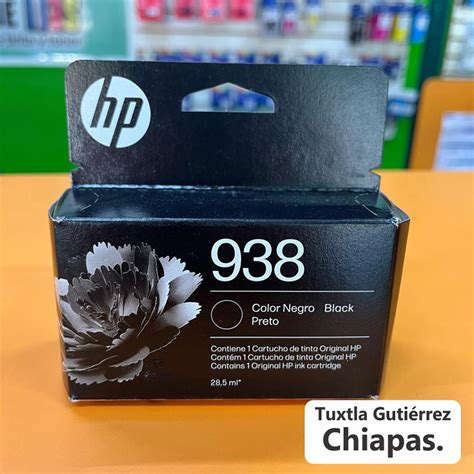 hp
938
Color Negro Black
Preto
Contiene 1 Cartucho de tinta Original HP
Contém 1 Cartucho de tinta Original HP
Contains 1 Original HP ink cartridge
28,5 ml*
Tuxtla Gutiérrez
Chiapas.